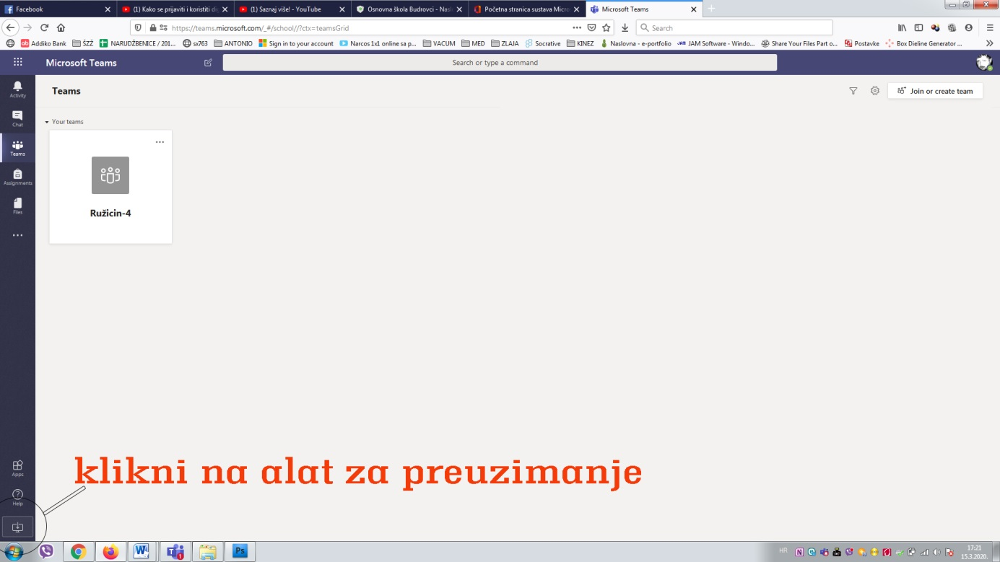 Facebook
(1) Kako se prijaviti i koristiti di
(1) Saznaj više! - YouTube
Osnovna škola Budrovci - Nasl
Početna stranica sustava Micro
Microsoft Teams
https://teams.microsoft.com/_#/school//?ctx=teamsGrid
Search
Addiko Bank
ŠZŽ
NARUDŽBENICE / 201...
sx763
ANTONIO
Sign in to your account
Narcos 1x1 online sa p...
VACUM
MED
ZLAJA
Socrative
KINEZ
Naslovna - e-portfolio
JAM Software - Windo...
Share Your Files Part o...
Postavke
Box Dieline Generator ...
Microsoft Teams
Search or type a command
Activity
Chat
Teams
Assignments
Files
Teams
Join or create team
Your teams
Ružicin-4
klikni na alat za preuzimanje
Apps
Help
HR
17:21
15.3.2020.